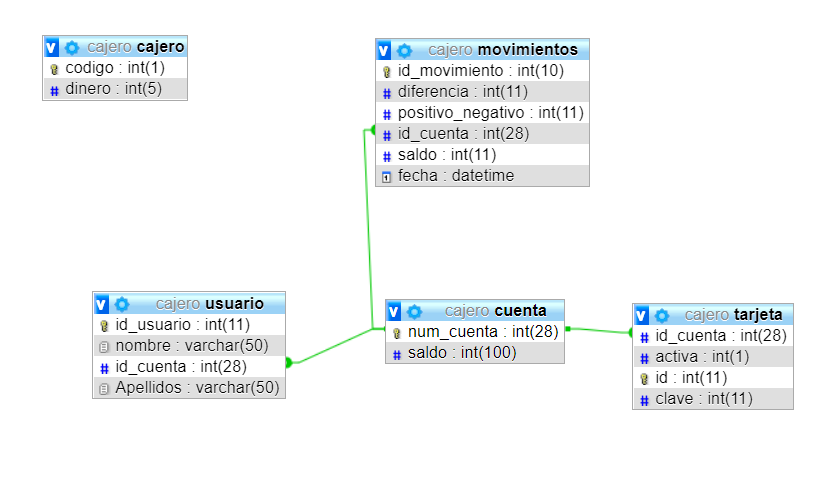 cajero cajero
codigo : int(1)
dinero : int(5)
cajero movimientos
id_movimiento : int(10)
diferencia : int(11)
positivo_negativo : int(11)
id_cuenta : int(28)
saldo : int(11)
fecha : datetime
cajero usuario
id_usuario : int(11)
nombre : varchar(50)
id_cuenta : int(28)
Apellidos : varchar(50)
cajero cuenta
num_cuenta : int(28)
saldo : int(100)
cajero tarjeta
id_cuenta : int(28)
activa : int(1)
id : int(11)
clave : int(11)